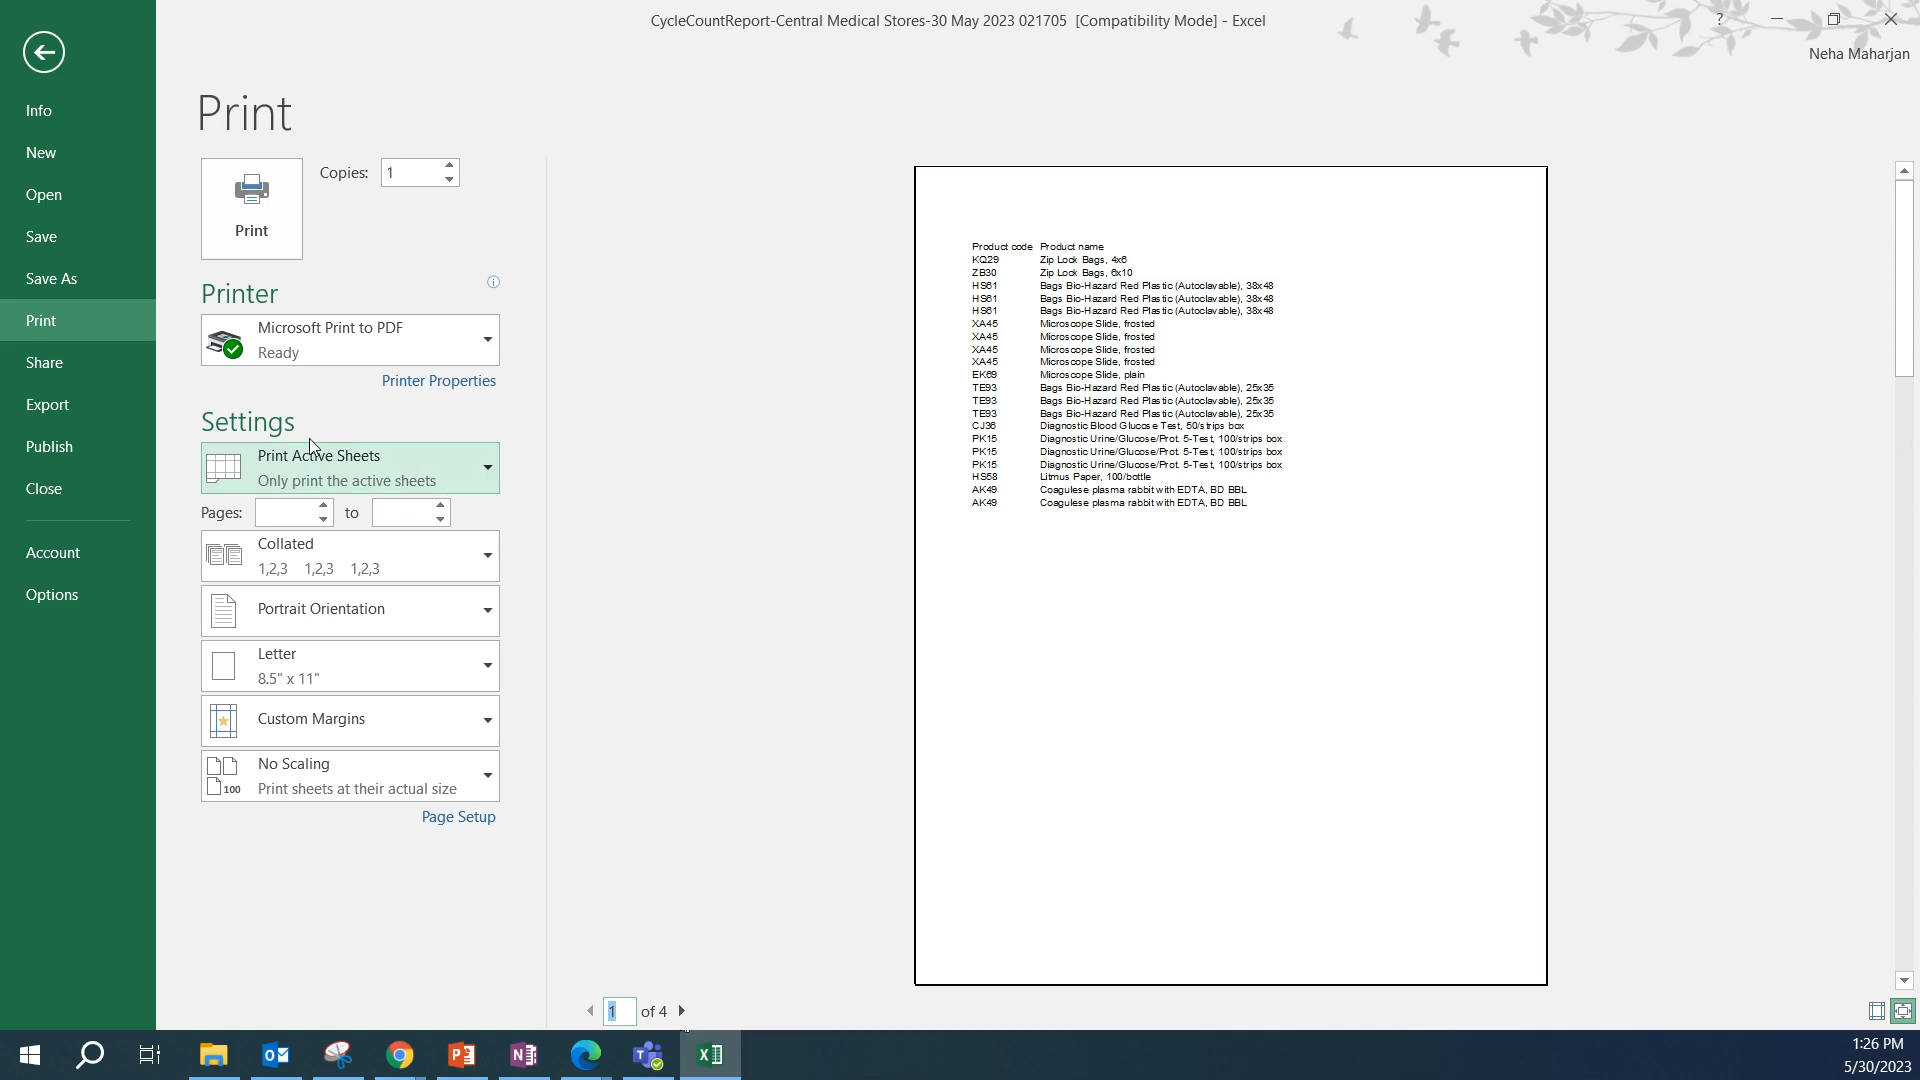 CycleCountReport-Central Medical Stores-30 May 2023 021705 [Compatibility Mode] - Excel
?
Neha Maharjan
Info
New
Open
Save
Save As
Print
Share
Export
Publish
Close
Account
Options
Print
Print
Copies: 1
Printer
Microsoft Print to PDF
Ready
Printer Properties
Settings
Print Active Sheets
Only print the active sheets
Pages: to
Collated
1,2,3 1,2,3 1,2,3
Portrait Orientation
Letter
8.5" x 11"
Custom Margins
No Scaling
100 Print sheets at their actual size
Page Setup
Product code Product name
KQ29 Zip Lock Bags, 4x6
ZB30 Zip Lock Bags, 6x10
HS61 Bags Bio-Hazard Red Plastic (Autoclavable), 38x48
HS61 Bags Bio-Hazard Red Plastic (Autoclavable), 38x48
HS61 Bags Bio-Hazard Red Plastic (Autoclavable), 38x48
XA45 Microscope Slide, frosted
XA45 Microscope Slide, frosted
XA45 Microscope Slide, frosted
XA45 Microscope Slide, frosted
EK69 Microscope Slide, plain
TE93 Bags Bio-Hazard Red Plastic (Autoclavable), 25x35
TE93 Bags Bio-Hazard Red Plastic (Autoclavable), 25x35
TE93 Bags Bio-Hazard Red Plastic (Autoclavable), 25x35
CJ36 Diagnostic Blood Glucose Test, 50/strips box
PK15 Diagnostic Urine/Glucose/Prot. 5-Test, 100/strips box
PK15 Diagnostic Urine/Glucose/Prot. 5-Test, 100/strips box
PK15 Diagnostic Urine/Glucose/Prot. 5-Test, 100/strips box
HS58 Litmus Paper, 100/bottle
AK49 Coagulese plasma rabbit with EDTA, BD BBL
AK49 Coagulese plasma rabbit with EDTA, BD BBL
1 of 4
1:26 PM
5/30/2023